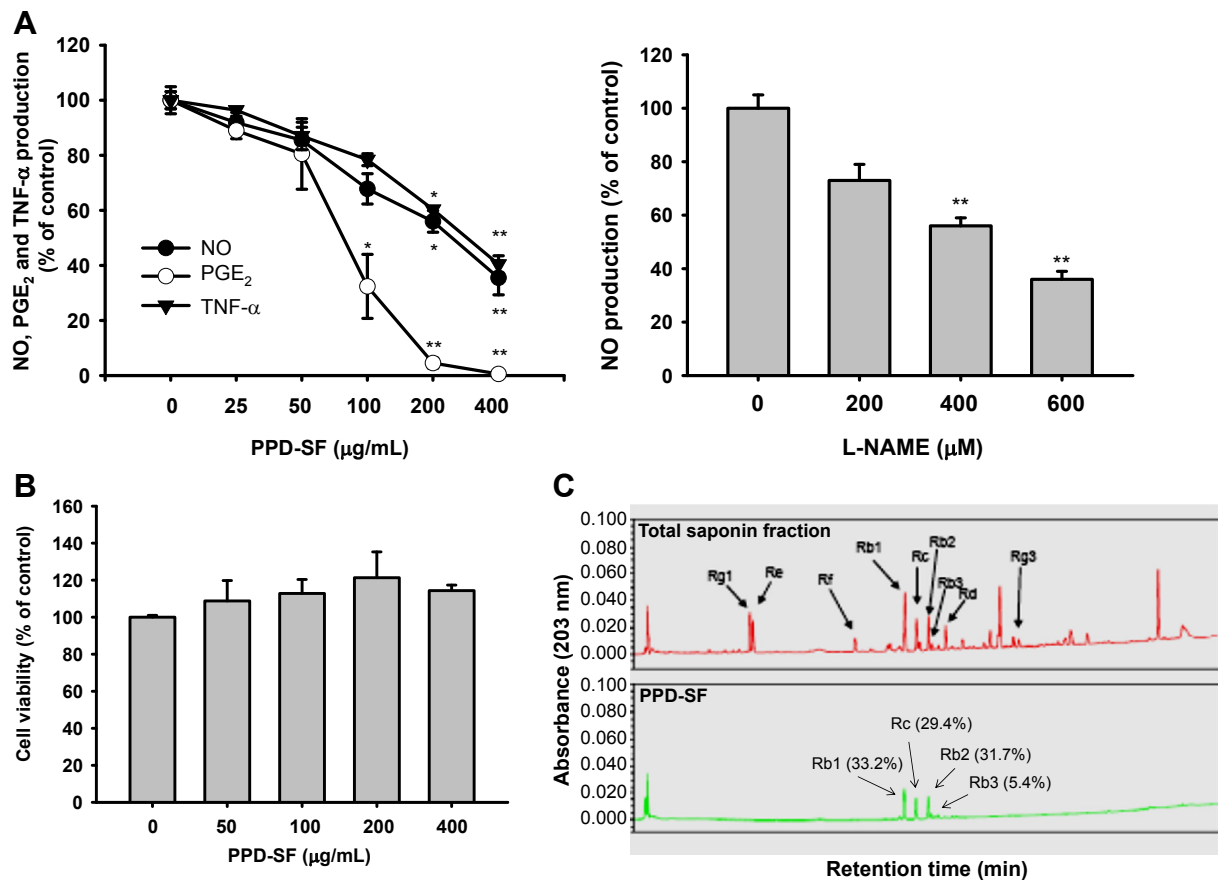 A
NO, PGE2 and TNF-α production
(% of control)
120
100
80
60
40
20
0
NO
PGE2
TNF-α
*
**
*
*
**
**
**
0 25 50 100 200 400
PPD-SF (μg/mL)
NO production (% of control)
120
100
80
60
40
20
0
**
**
0 200 400 600
L-NAME (μM)
B
Cell viability (% of control)
160
140
120
100
80
60
40
20
0
0 50 100 200 400
PPD-SF (μg/mL)
C
Absorbance (203 nm)
0.100
0.080
0.060
0.040
0.020
0.000
Total saponin fraction
Rg1
Re
Rf
Rb1
Rc
Rb2
Rb3
Rd
Rg3
0.100
0.080
0.060
0.040
0.020
0.000
PPD-SF
Rc (29.4%)
Rb1 (33.2%)
Rb2 (31.7%)
Rb3 (5.4%)
Retention time (min)